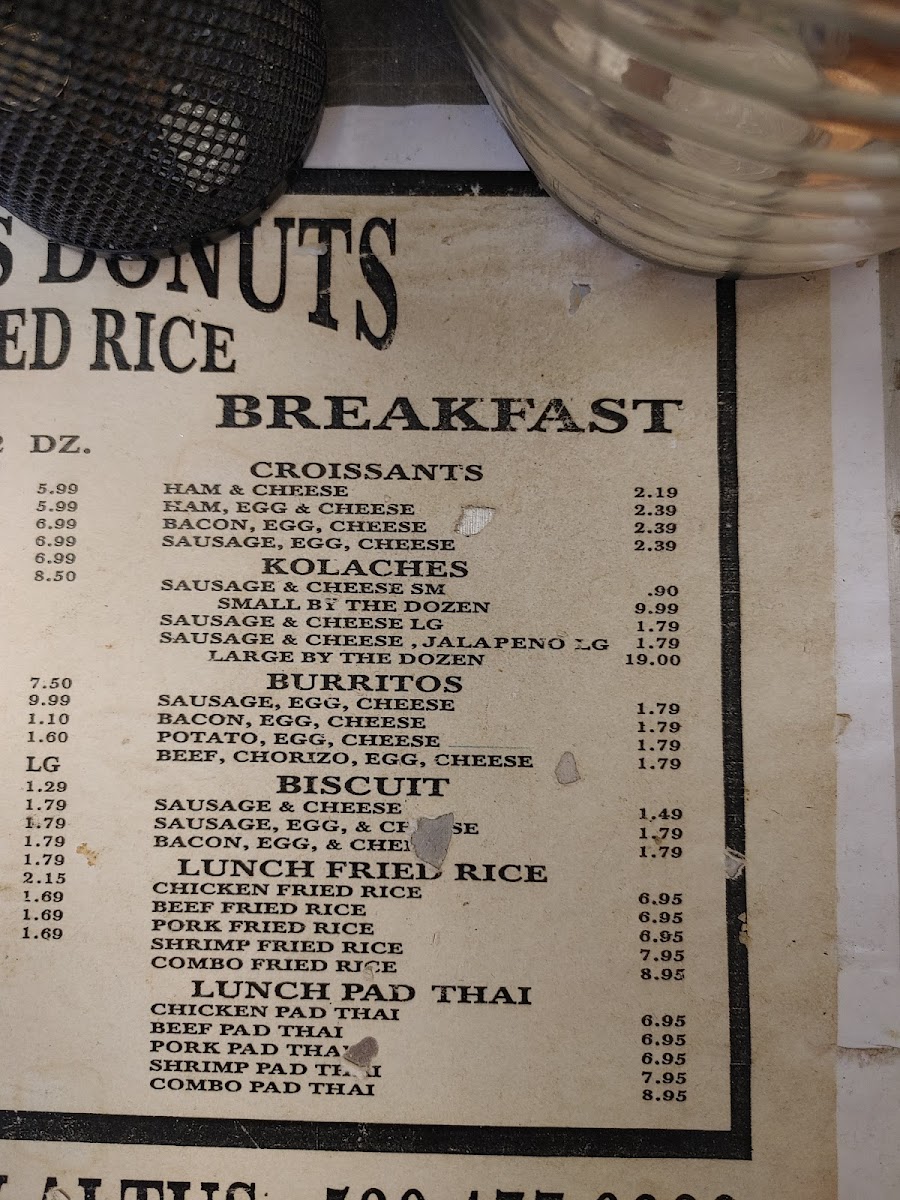 S DONUTS
ED RICE
BREAKFAST
DZ.
5.99
5.99
6.99
6.99
6.99
8.50
7.50
9.99
1.10
1.60
LG
1.29
1.79
1.79
1.79
1.79
2.15
1.69
1.69
1.69
CROISSANTS
HAM & CHEESE 2.19
HAM, EGG & CHEESE 2.39
BACON, EGG, CHEESE 2.39
SAUSAGE, EGG, CHEESE 2.39
KOLACHES
SAUSAGE & CHEESE SM .90
SMALL BY THE DOZEN 9.99
SAUSAGE & CHEESE LG 1.79
SAUSAGE & CHEESE , JALAPENO LG 1.79
LARGE BY THE DOZEN 19.00
BURRITOS
SAUSAGE, EGG, CHEESE 1.79
BACON, EGG, CHEESE 1.79
POTATO, EGG, CHEESE 1.79
BEEF, CHORIZO, EGG, CHEESE 1.79
BISCUIT
SAUSAGE & CHEESE 1.49
SAUSAGE, EGG, & CH SE 1.79
BACON, EGG, & CHE 1.79
LUNCH FRIED RICE
CHICKEN FRIED RICE 6.95
BEEF FRIED RICE 6.95
PORK FRIED RICE 6.95
SHRIMP FRIED RICE 7.95
COMBO FRIED RICE 8.95
LUNCH PAD THAI
CHICKEN PAD THAI 6.95
BEEF PAD THAI 6.95
PORK PAD THAI 6.95
SHRIMP PAD THAI 7.95
COMBO PAD THAI 8.95
ALTUS